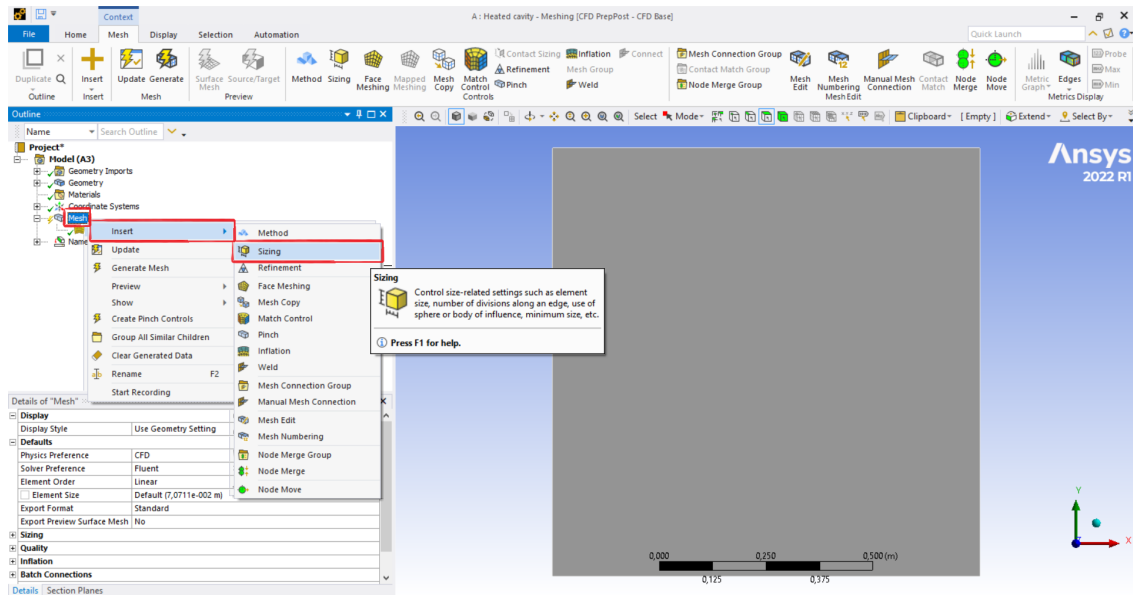 Context
A : Heated cavity - Meshing [CFD PrepPost - CFD Base]
File Home Mesh Display Selection Automation Quick Launch
Duplicate Q
Outline
Insert
Insert
Update Generate
Mesh
Surface Mesh Source/Target
Preview
Method Sizing Face Meshing Mapped Meshing Mesh Copy Match Control
Contact Sizing Inflation Connect
Refinement Mesh Group
Pinch Weld
Controls
Mesh Connection Group
Contact Match Group
Node Merge Group
Mesh Edit Mesh Numbering Manual Mesh Connection Contact Match Node Merge Node Move
Mesh Edit
Metric Graph Edges
Probe
Max
Min
Metrics Display
Outline
Name Search Outline
Select Mode Clipboard [ Empty ] Extend Select By
Project*
Model (A3)
Geometry Imports
Geometry
Materials
Coordinate Systems
Mesh
Name
Insert
Update
Generate Mesh
Preview
Show
Create Pinch Controls
Group All Similar Children
Clear Generated Data
Rename F2
Start Recording
Method
Sizing
Refinement
Face Meshing
Mesh Copy
Match Control
Pinch
Inflation
Weld
Mesh Connection Group
Manual Mesh Connection
Mesh Edit
Mesh Numbering
Node Merge Group
Node Merge
Node Move
Sizing
Control size-related settings such as element
size, number of divisions along an edge, use of
sphere or body of influence, minimum size, etc.
Press F1 for help.
Ansys
2022 R1
Details of "Mesh"
Display
Display Style Use Geometry Setting
Defaults
Physics Preference CFD
Solver Preference Fluent
Element Order Linear
Element Size Default (7,0711e-002 m)
Export Format Standard
Export Preview Surface Mesh No
Sizing
Quality
Inflation
Batch Connections
Details Section Planes
0,000 0,250 0,500 (m)
0,125 0,375
Y
X